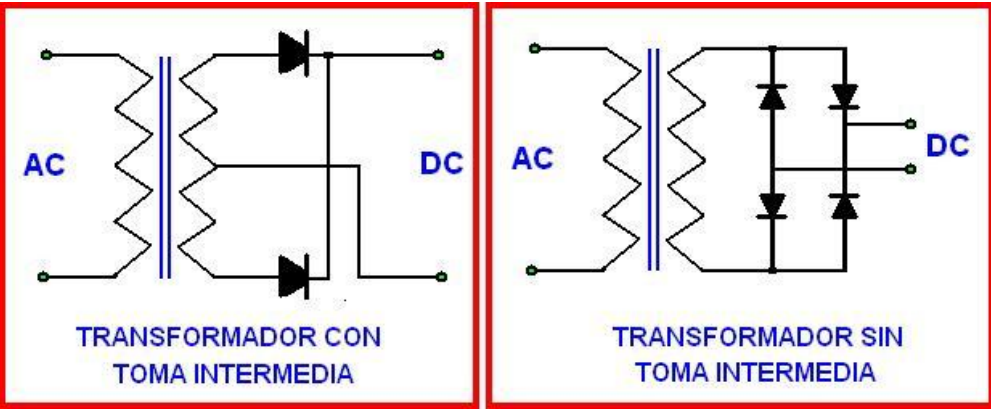 AC
DC
TRANSFORMADOR CON
TOMA INTERMEDIA
AC
DC
TRANSFORMADOR SIN
TOMA INTERMEDIA